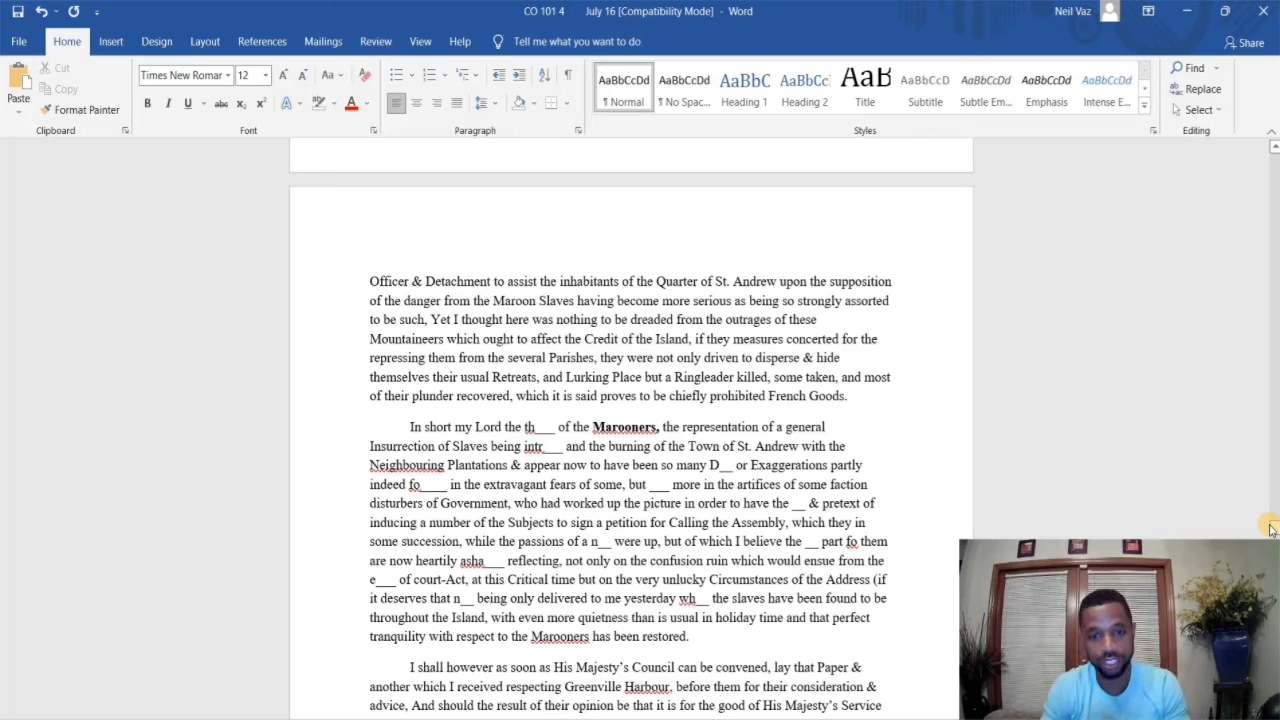 CO 101 4 July 16 [Compatibility Mode] - Word
Neil Vaz
File Home Insert Design Layout References Mailings Review View Help Tell me what you want to do
Share
Paste
Cut
Copy
Format Painter
Clipboard
Times New Romar 12
Font
Paragraph
AaBbCcDd
¶ Normal
AaBbCcDd
¶ No Spac...
AaBbC
Heading 1
AaBbCc
Heading 2
AaB
Title
AaBbCcD
Subtitle
AaBbCcDd
Subtle Em...
AaBbCcDd
Emphasis
AaBbCcDd
Intense E...
Styles
Find
Replace
Select
Editing
Officer & Detachment to assist the inhabitants of the Quarter of St. Andrew upon the supposition
of the danger from the Maroon Slaves having become more serious as being so strongly assorted
to be such, Yet I thought here was nothing to be dreaded from the outrages of these
Mountaineers which ought to affect the Credit of the Island, if they measures concerted for the
repressing them from the several Parishes, they were not only driven to disperse & hide
themselves their usual Retreats, and Lurking Place but a Ringleader killed, some taken, and most
of their plunder recovered, which it is said proves to be chiefly prohibited French Goods.
In short my Lord the th___ of the Marooners, the representation of a general
Insurrection of Slaves being intr___ and the burning of the Town of St. Andrew with the
Neighbouring Plantations & appear now to have been so many D__ or Exaggerations partly
indeed fo____ in the extravagant fears of some, but ___ more in the artifices of some faction
disturbers of Government, who had worked up the picture in order to have the __ & pretext of
inducing a number of the Subjects to sign a petition for Calling the Assembly, which they in
some succession, while the passions of a n__ were up, but of which I believe the __ part fo them
are now heartily asha___ reflecting, not only on the confusion ruin which would ensue from the
e___ of court-Act, at this Critical time but on the very unlucky Circumstances of the Address (if
it deserves that n__ being only delivered to me yesterday wh__ the slaves have been found to be
throughout the Island, with even more quietness than is usual in holiday time and that perfect
tranquility with respect to the Marooners has been restored.
I shall however as soon as His Majesty's Council can be convened, lay that Paper &
another which I received respecting Greenville Harbour, before them for their consideration &
advice, And should the result of their opinion be that it is for the good of His Majesty's Service